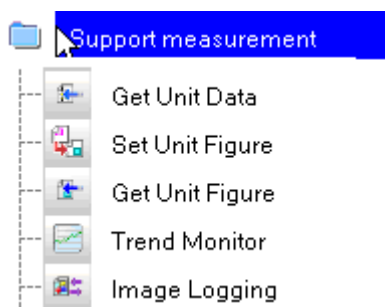 Support measurement
Get Unit Data
Set Unit Figure
Get Unit Figure
Trend Monitor
Image Logging